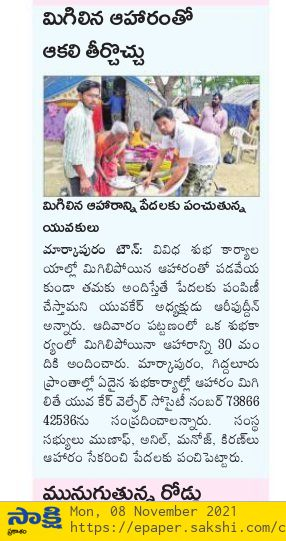 మిగిలిన ఆహారంతో
ఆకలి తీర్చొచ్చు
మిగిలిన ఆహారాన్ని పేదలకు పంచుతున్న
యువకులు
మార్కాపురం టౌన్: వివిధ శుభ కార్యాల
యాల్లో మిగిలిపోయిన ఆహారంతో పడవేయ
కుండా తమకు అందిస్తేతే పేదలకు పంపిణీ
చేస్తామని యువకేర్ అధ్యక్షుడు ఆరీపుద్దీన్
అన్నారు. ఆదివారం పట్టణంలో ఒక శుభకా
ర్యంలో మిగిలిపోయినా ఆహారాన్ని 30 మం
దికి అందించారు. మార్కాపురం, గిద్దలూరు
ప్రాంతాల్లో ఏదైన శుభకార్యాల్లో ఆహారం మిగి
లితే యువ కేర్ వెల్ఫేర్ సోసైటీ నంబర్ 73866
42536ను సంప్రదించాలన్నారు. సంస్థ
సభ్యులు మునాఫ్, అనిల్, మనోజ్, కిరణ్‌లు
ఆహారం సేకరించి పేదలకు పంచిపెట్టారు.
మునుగుతున్న రోడ్లు
సాక్షి Mon, 08 November 2021
ప్రకాశం https://epaper.sakshi.com/c